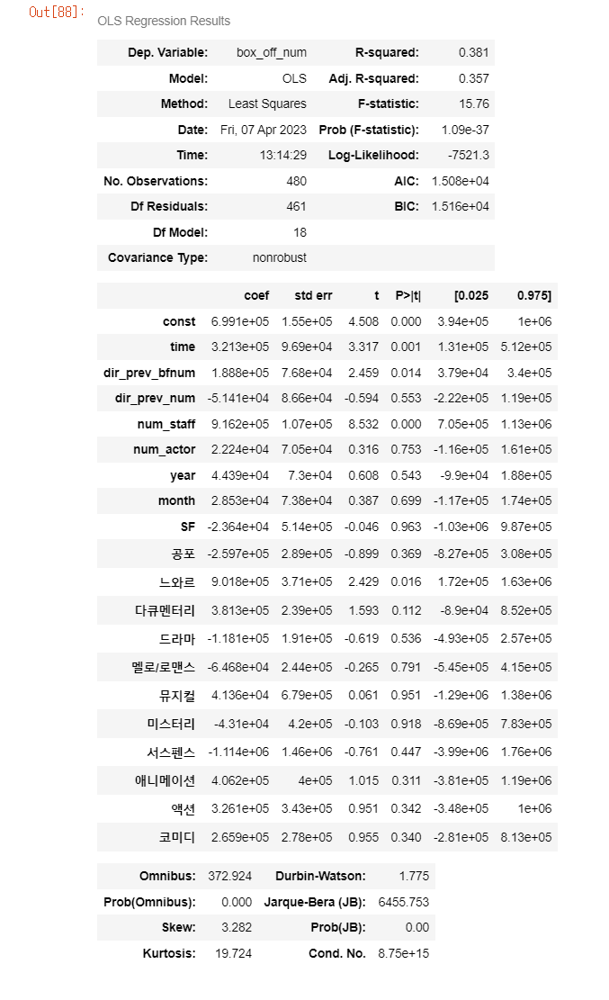 Out[88]:
OLS Regression Results
Dep. Variable: box_off_num R-squared: 0.381
Model: OLS Adj. R-squared: 0.357
Method: Least Squares F-statistic: 15.76
Date: Fri, 07 Apr 2023 Prob (F-statistic): 1.09e-37
Time: 13:14:29 Log-Likelihood: -7521.3
No. Observations: 480 AIC: 1.508e+04
Df Residuals: 461 BIC: 1.516e+04
Df Model: 18
Covariance Type: nonrobust
coef std err t P>|t| [0.025 0.975]
const 6.991e+05 1.55e+05 4.508 0.000 3.94e+05 1e+06
time 3.213e+05 9.69e+04 3.317 0.001 1.31e+05 5.12e+05
dir_prev_bfnum 1.888e+05 7.68e+04 2.459 0.014 3.79e+04 3.4e+05
dir_prev_num -5.141e+04 8.66e+04 -0.594 0.553 -2.22e+05 1.19e+05
num_staff 9.162e+05 1.07e+05 8.532 0.000 7.05e+05 1.13e+06
num_actor 2.224e+04 7.05e+04 0.316 0.753 -1.16e+05 1.61e+05
year 4.439e+04 7.3e+04 0.608 0.543 -9.9e+04 1.88e+05
month 2.853e+04 7.38e+04 0.387 0.699 -1.17e+05 1.74e+05
SF -2.364e+04 5.14e+05 -0.046 0.963 -1.03e+06 9.87e+05
공포 -2.597e+05 2.89e+05 -0.899 0.369 -8.27e+05 3.08e+05
느와르 9.018e+05 3.71e+05 2.429 0.016 1.72e+05 1.63e+06
다큐멘터리 3.813e+05 2.39e+05 1.593 0.112 -8.9e+04 8.52e+05
드라마 -1.181e+05 1.91e+05 -0.619 0.536 -4.93e+05 2.57e+05
멜로/로맨스 -6.468e+04 2.44e+05 -0.265 0.791 -5.45e+05 4.15e+05
뮤지컬 4.136e+04 6.79e+05 0.061 0.951 -1.29e+06 1.38e+06
미스터리 -4.31e+04 4.2e+05 -0.103 0.918 -8.69e+05 7.83e+05
서스펜스 -1.114e+06 1.46e+06 -0.761 0.447 -3.99e+06 1.76e+06
애니메이션 4.062e+05 4e+05 1.015 0.311 -3.81e+05 1.19e+06
액션 3.261e+05 3.43e+05 0.951 0.342 -3.48e+05 1e+06
코미디 2.659e+05 2.78e+05 0.955 0.340 -2.81e+05 8.13e+05
Omnibus: 372.924 Durbin-Watson: 1.775
Prob(Omnibus): 0.000 Jarque-Bera (JB): 6455.753
Skew: 3.282 Prob(JB): 0.00
Kurtosis: 19.724 Cond. No. 8.75e+15